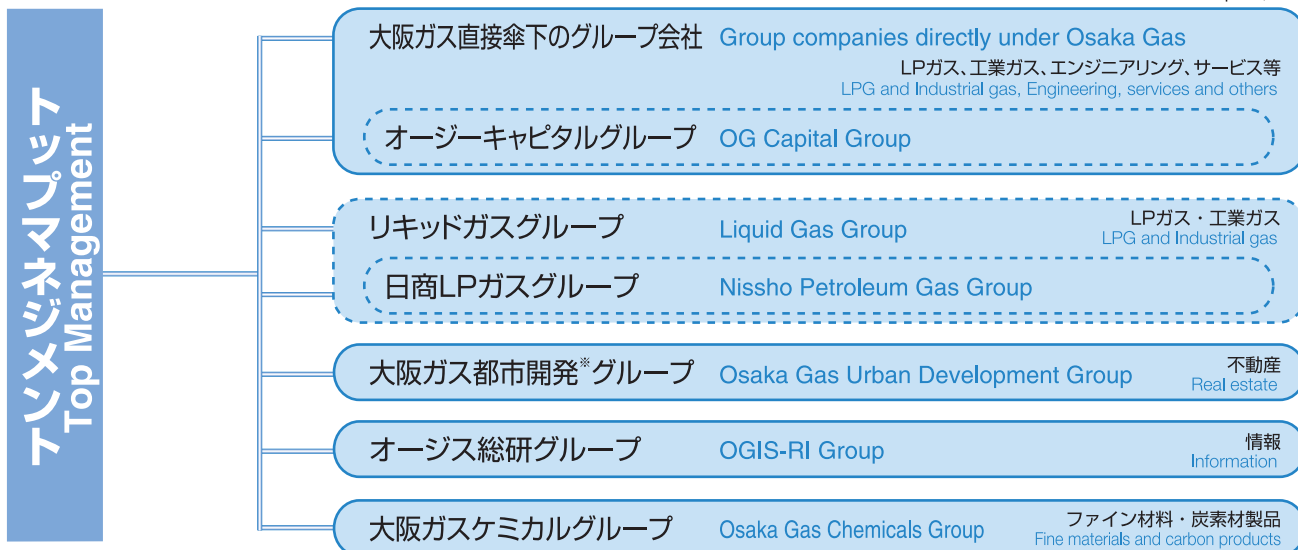 トップマネジメント
Top Management
大阪ガス直接傘下のグループ会社 Group companies directly under Osaka Gas
LPガス、工業ガス、エンジニアリング、サービス等
LPG and Industrial gas, Engineering, services and others
オージーキャピタルグループ OG Capital Group
リキッドガスグループ Liquid Gas Group
LPガス・工業ガス
LPG and Industrial gas
日商LPガスグループ Nissho Petroleum Gas Group
大阪ガス都市開発※グループ Osaka Gas Urban Development Group
不動産
Real estate
オージス総研グループ OGIS-RI Group
情報
Information
大阪ガスケミカルグループ Osaka Gas Chemicals Group
ファイン材料・炭素材製品
Fine materials and carbon products